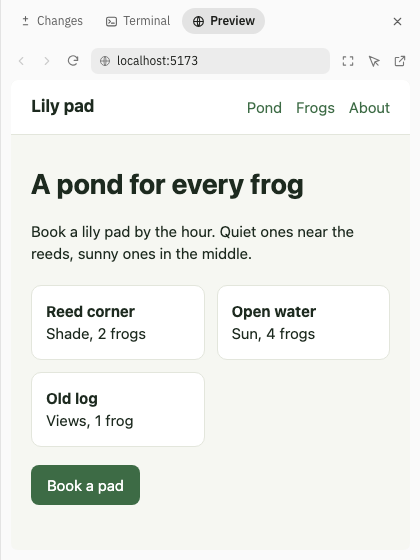 Changes Terminal Preview
localhost:5173
Lily pad Pond Frogs About
A pond for every frog
Book a lily pad by the hour. Quiet ones near the
reeds, sunny ones in the middle.
Reed corner
Shade, 2 frogs
Open water
Sun, 4 frogs
Old log
Views, 1 frog
Book a pad